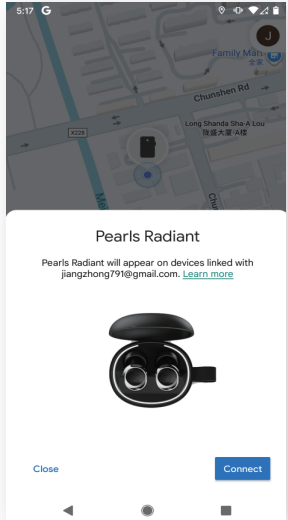 5:17 G
J
Family Mart
全家
Chunshen Rd
X228
Long Shanda Sha-A Lou
陇盛大厦-A楼
Pearls Radiant
Pearls Radiant will appear on devices linked with
jiangzhong791@gmail.com. Learn more
Close
Connect